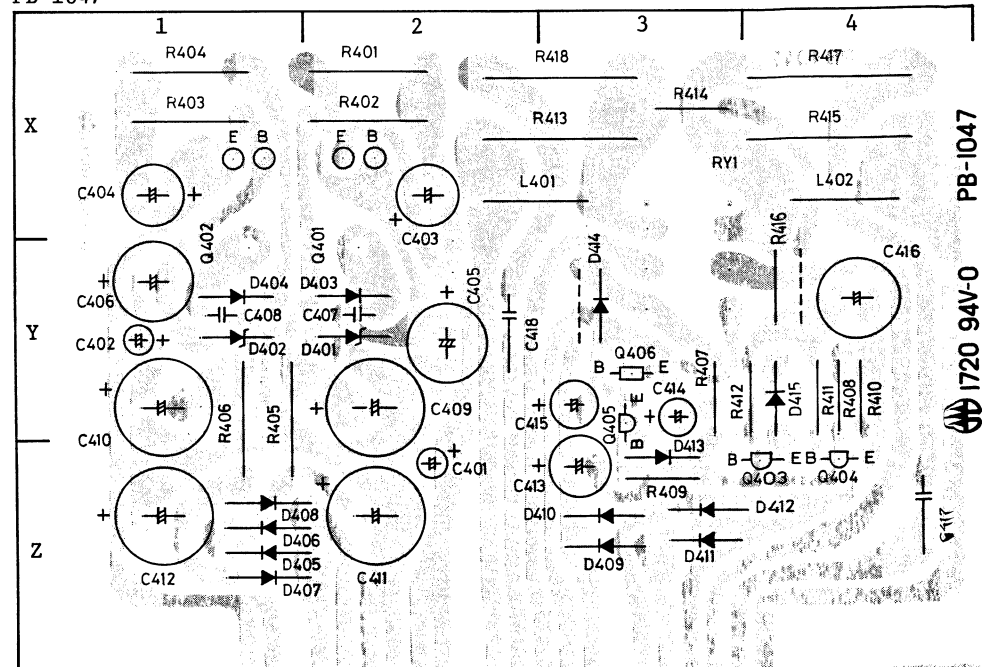 1 2 3 4
R404 R401 R418 R417
R414
R403 R402 R413 R415
X
E B E B
RY1
C404 L401 L402
C403
R416
Q402 Q401 D414 C416
C405
C406 D404 D403
C408 C407
Y
C402 D402 D401 C418
B Q406 E
R407
C409 C414
R412 D415 R411 R408 R410
C410 R406 R405 C415 Q405 E
B
C401 D413 B E B E
C413 R409 Q403 Q404
D408 D410 D412
C417
Z
D406 D411
D405 D409
C412 D407 C411
PB-1047
1720 94V-0